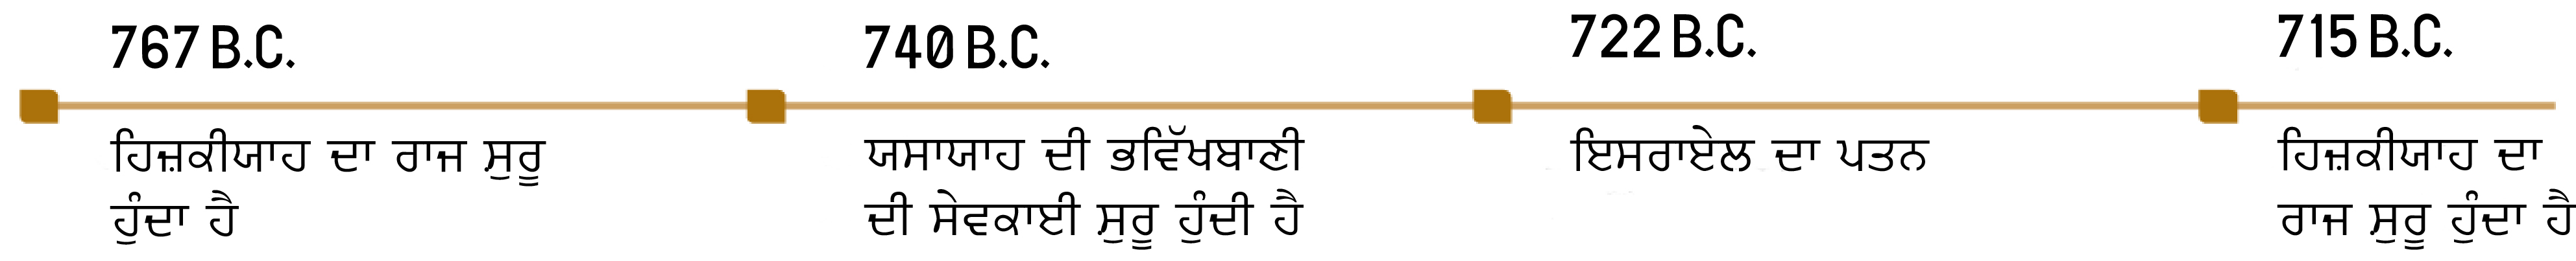 767 B.C.
ਹਿਜ਼ਕੀਯਾਹ ਦਾ ਰਾਜ ਸੁਰੂ
ਹੁੰਦਾ ਹੈ
740 B.C.
ਯਸਾਯਾਹ ਦੀ ਭਵਿੱਖਬਾਣੀ
ਦੀ ਸੇਵਕਾਈ ਸੁਰੂ ਹੁੰਦੀ ਹੈ
722 B.C.
ਇਸਰਾਏਲ ਦਾ ਪਤਨ
715 B.C.
ਹਿਜ਼ਕੀਯਾਹ ਦਾ
ਰਾਜ ਸੁਰੂ ਹੁੰਦਾ ਹੈ